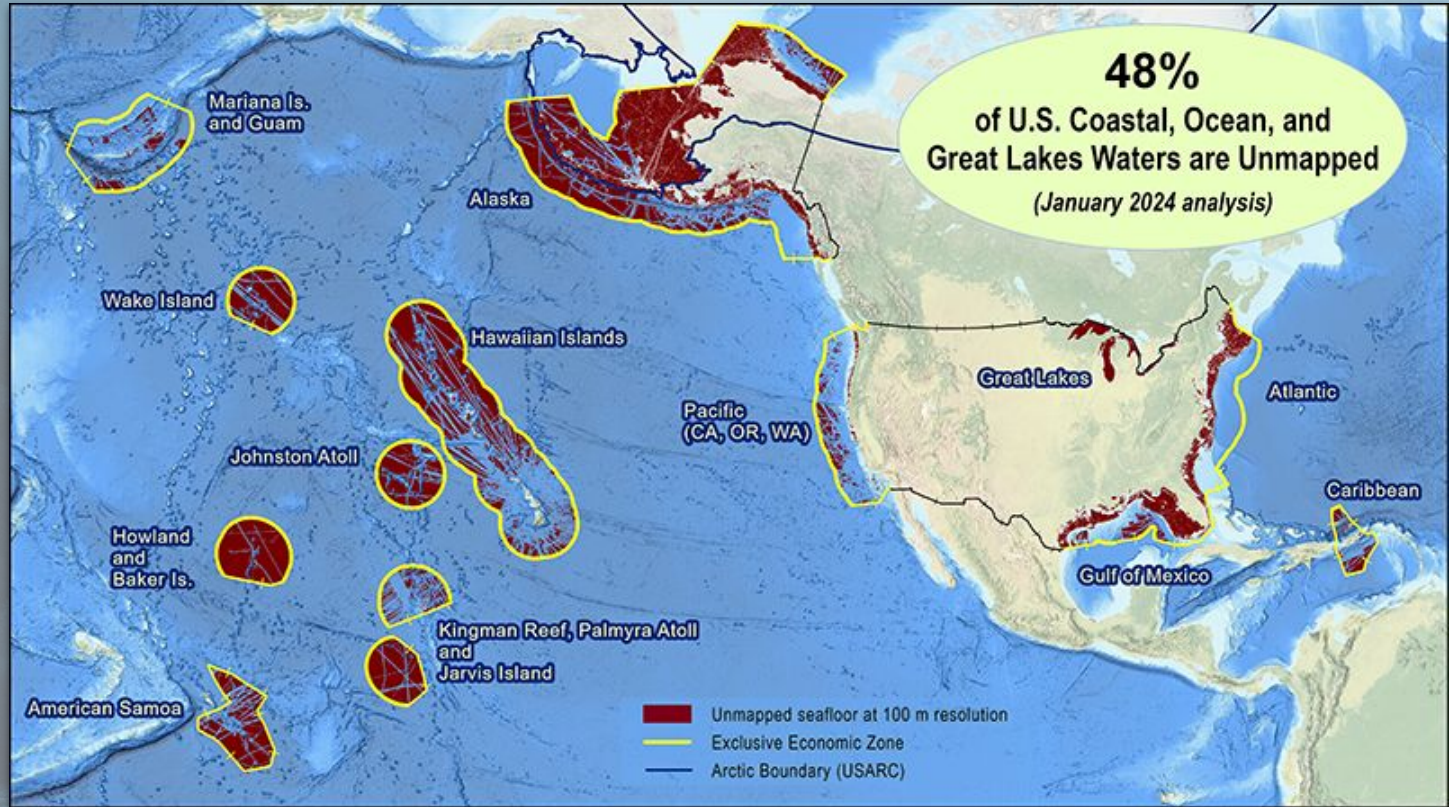 48%
of U.S. Coastal, Ocean, and
Great Lakes Waters are Unmapped
(January 2024 analysis)
Mariana Is.
and Guam
Alaska
Wake Island
Hawaiian Islands
Great Lakes
Atlantic
Pacific
(CA, OR, WA)
Johnston Atoll
Caribbean
Howland
and
Baker Is.
Gulf of Mexico
Kingman Reef, Palmyra Atoll
and
Jarvis Island
American Samoa
Unmapped seafloor at 100 m resolution
Exclusive Economic Zone
Arctic Boundary (USARC)